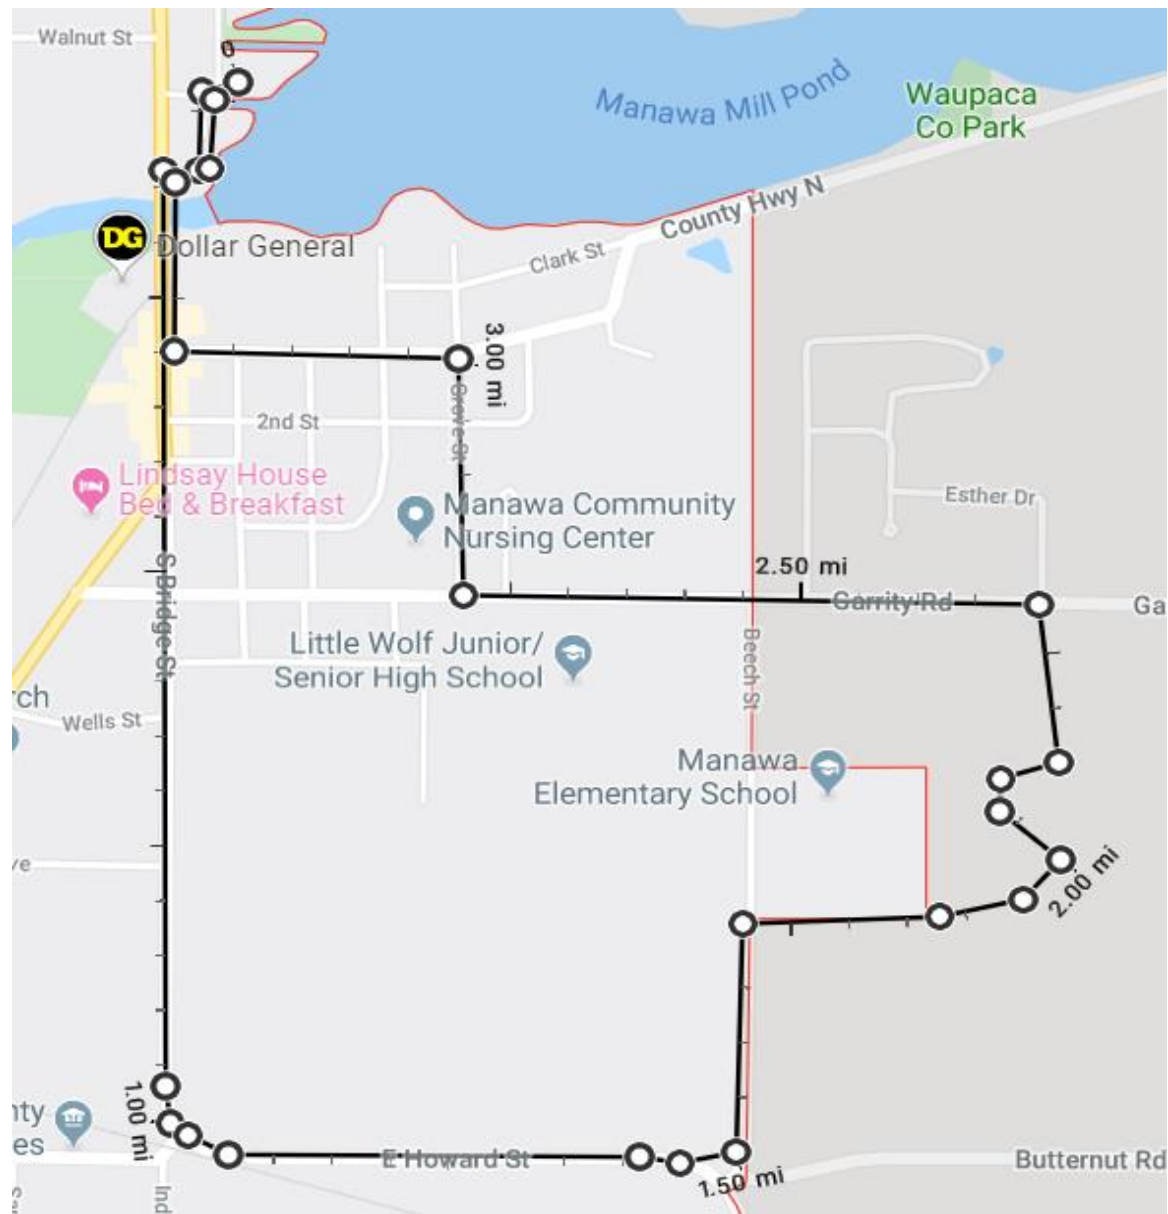 Walnut St
0
Manawa Mill Pond
Waupaca
Co Park
County Hwy N
DG
Dollar General
Clark St
3.00 mi
2nd St
Grove St
Lindsay House
Bed & Breakfast
Manawa Community
Nursing Center
Esther Dr
2.50 mi
S Bridge St
Garrity Rd
Ga
Little Wolf Junior/
Senior High School
Beech St
rch
Wells St
Manawa
Elementary School
ve
2.00 mi
1.00 mi
nty
es
E Howard St
1.50 mi
Butternut Rd
Ind